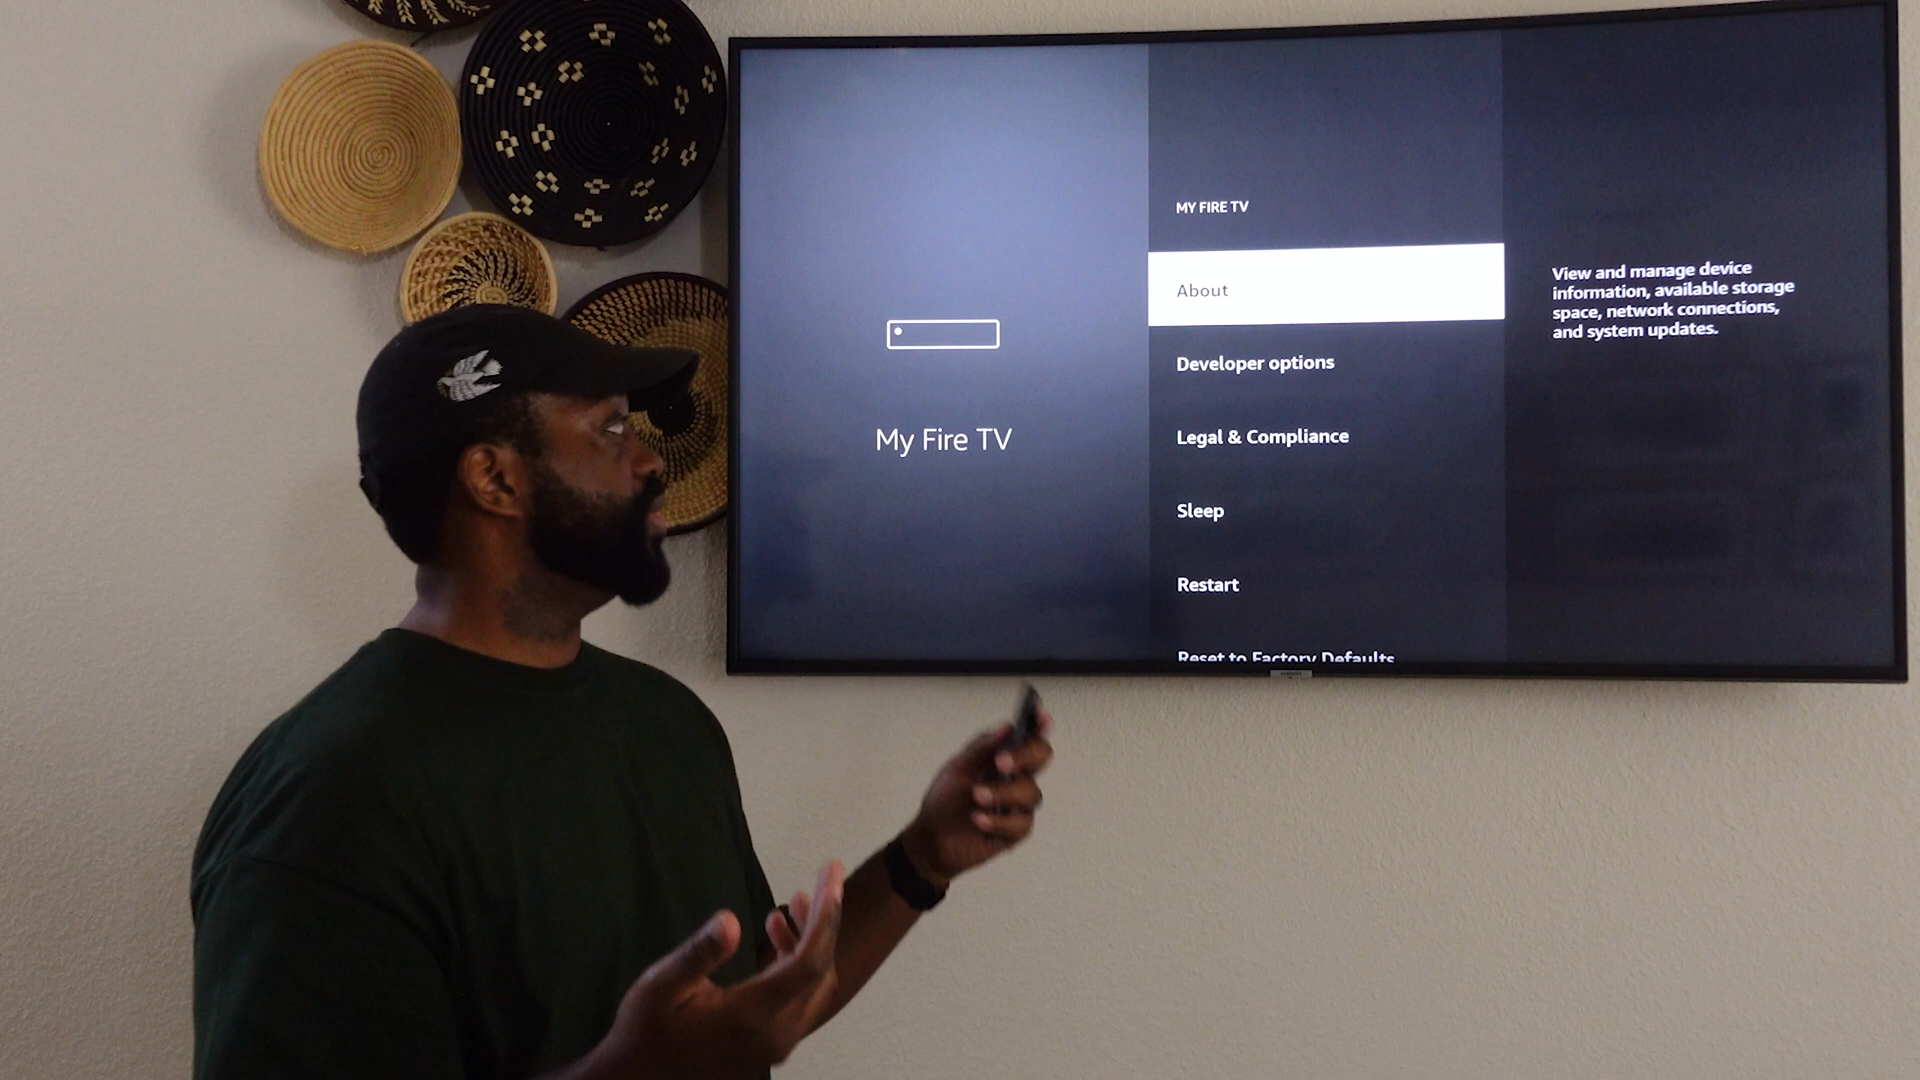 My Fire TV
MY FIRE TV
About
Developer options
Legal & Compliance
Sleep
Restart
Reset to Factory Defaults
View and manage device
information, available storage
space, network connections,
and system updates.